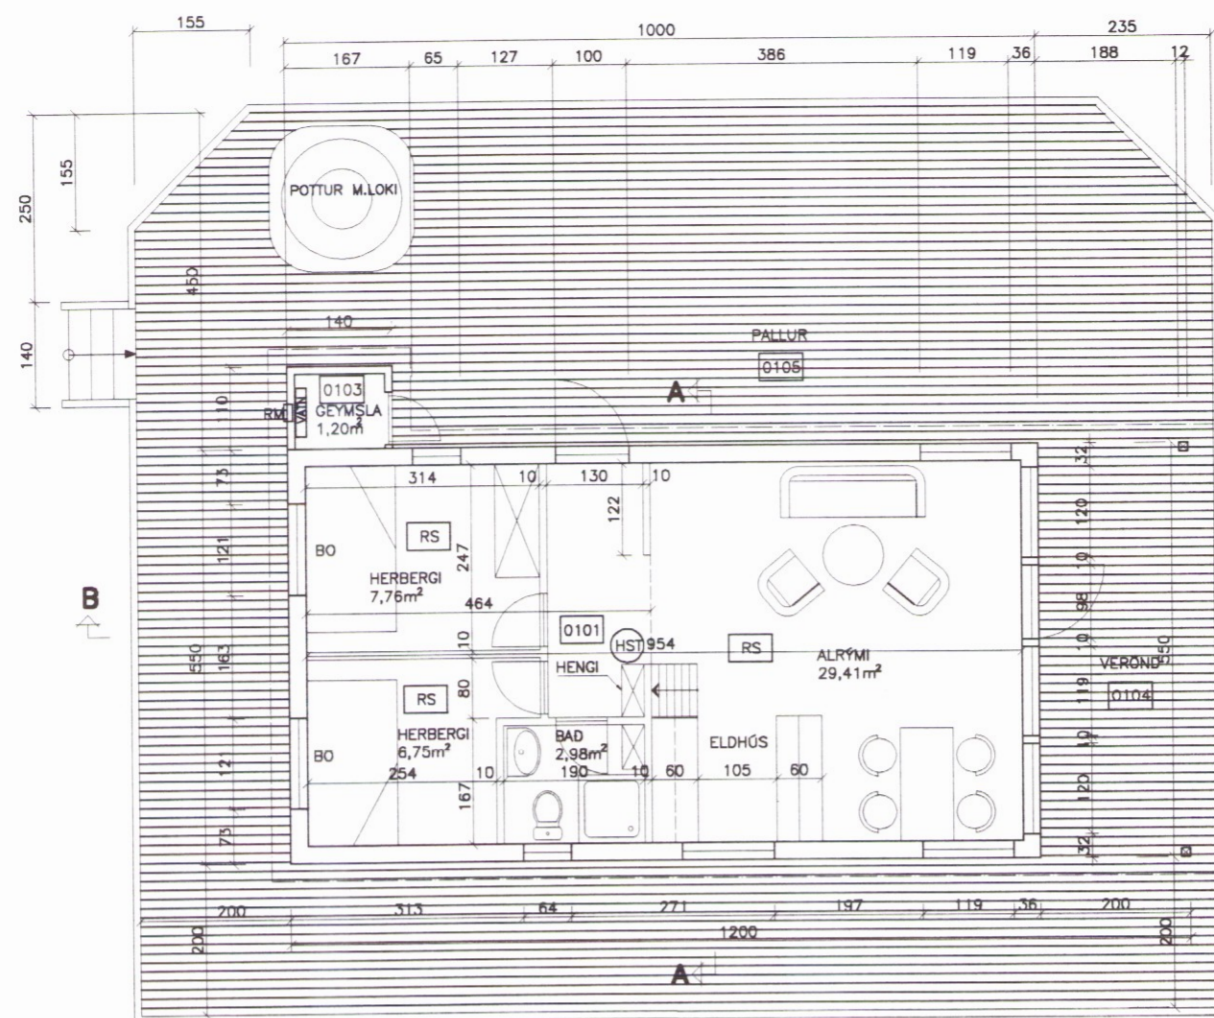 155
1000
235
167 65 127 100 386 119 36 188 12
250
155
POTTUR M.LOKI
450
140
140
PALLUR
0105
A
10
0103
RM
VATN
GEYMSLA
1,20m²
73
314 10 130 10
32
122
120
121
BO
RS
247
HERBERGI
7,76m²
10
98
B
464
10
0101
HST 954
RS
10
550
163
HENGI
ALRÝMI
29,41m²
VERÖND
550
0104
119
80
RS
HERBERGI
6,75m²
BAÐ
2,98m²
ELDHÚS
10
121
BO
254 10 190 10 60 105 60
120
167
73
32
200 313 64 271 197 119 36 200
1200
200
200
A